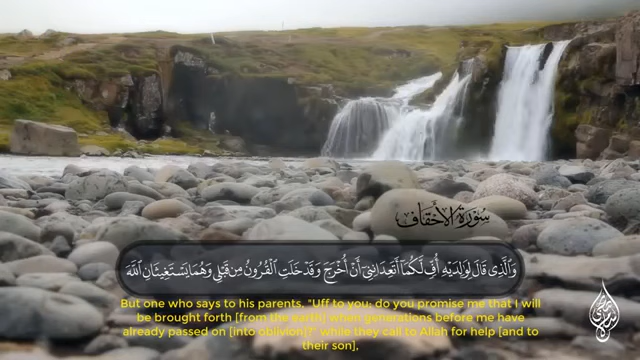 سُورَةُ الأَحْقَاف
وَالَّذِي قَالَ لِوَالِدَيْهِ أُفٍّ لَّكُمَا أَتَعِدَانِنِي أَنْ أُخْرَجَ وَقَدْ خَلَتِ الْقُرُونُ مِن قَبْلِي وَهُمَا يَسْتَغِيثَانِ اللَّهَ
But one who says to his parents, "Uff to you; do you promise me that I will
be brought forth [from the earth] when generations before me have
already passed on [into oblivion]?" while they call to Allah for help [and to
their son],